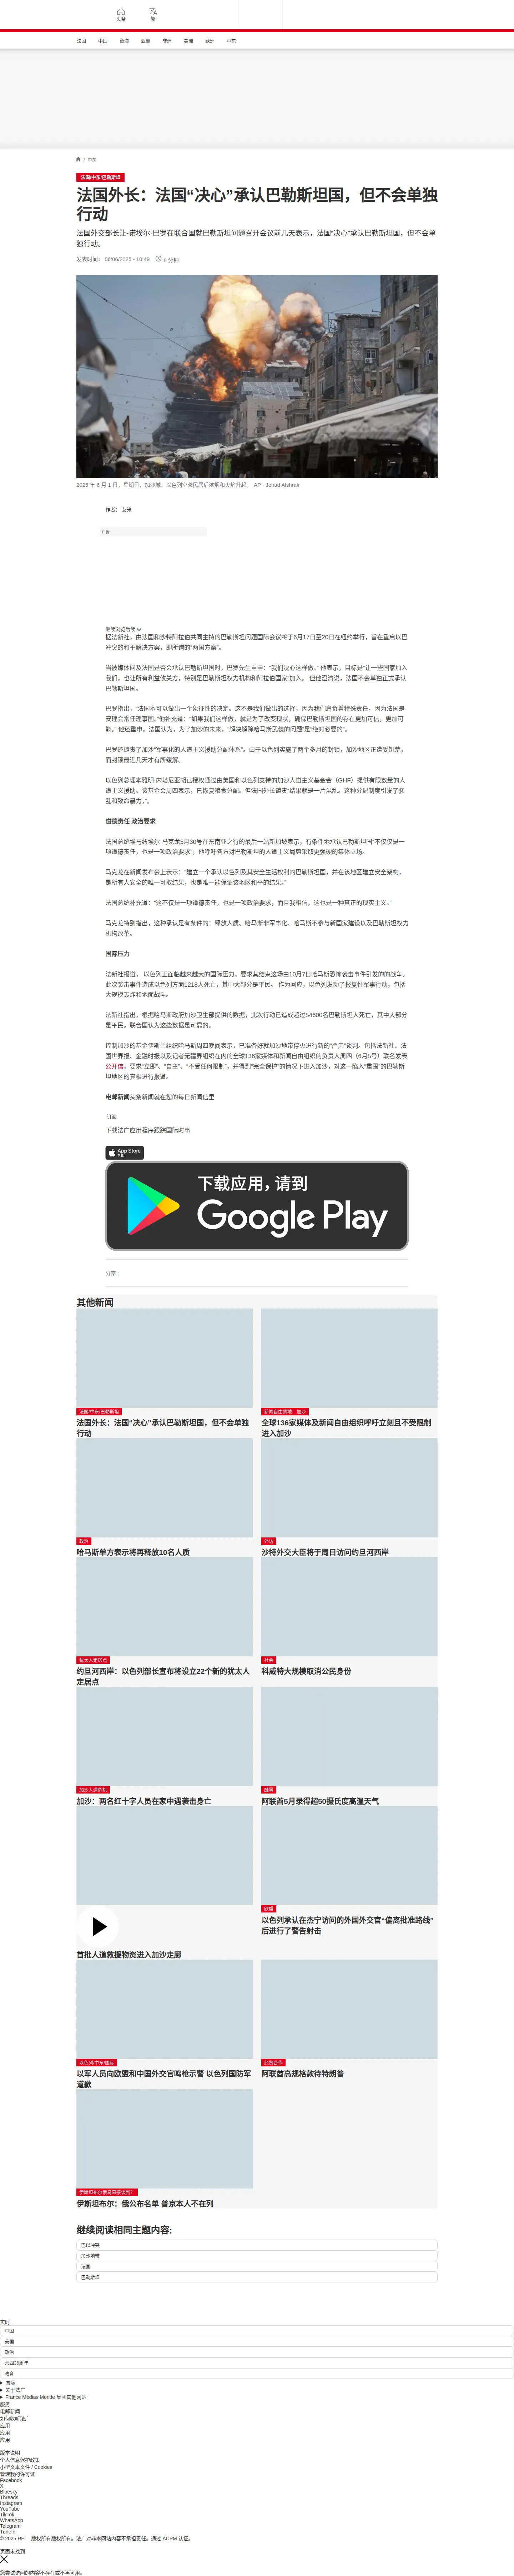 头条
繁
法国
中国
台海
亚洲
非洲
美洲
欧洲
中东
/ 港集
法国/中东/巴勒斯坦
法国外长：法国“决心”承认巴勒斯坦国，但不会单独
行动
法国外交部长让-诺埃尔·巴罗在联合国就巴勒斯坦问题召开会议前几天表示，法国“决心”承认巴勒斯坦国，但不会单
独行动。
发表时间： 06/06/2025 - 10:49
6 分钟
2025 年 6 月 1 日，星期日，加沙城，以色列空袭民居后浓烟和火焰升起。 AP - Jehad Alshrafi
作者： 艾米
广告
继续浏览后续
据法新社，由法国和沙特阿拉伯共同主持的巴勒斯坦问题国际会议将于6月17日至20日在纽约举行，旨在重启以巴
冲突的和平解决方案，即所谓的“两国方案”。
当被媒体问及法国是否会承认巴勒斯坦国时，巴罗先生重申：“我们决心这样做。” 他表示，目标是“让一些国家加入
我们，也让所有利益攸关方，特别是巴勒斯坦权力机构和阿拉伯国家”加入。 但他澄清说，法国不会单独正式承认
巴勒斯坦国。
巴罗指出，“法国本可以做出一个象征性的决定。这不是我们做出的选择，因为我们肩负着特殊责任，因为法国是
安理会常任理事国。”他补充道：“如果我们这样做，就是为了改变现状，确保巴勒斯坦国的存在更加可信，更加可
能。” 他还重申，法国认为，为了加沙的未来，“解决解除哈马斯武装的问题”是“绝对必要的”。
巴罗还谴责了加沙“军事化的人道主义援助分配体系”。由于以色列实施了两个多月的封锁，加沙地区正遭受饥荒，
而封锁最近几天才有所缓解。
以色列总理本雅明·内塔尼亚胡已授权通过由美国和以色列支持的加沙人道主义基金会（GHF）提供有限数量的人
道主义援助。该基金会周四表示，已恢复粮食分配。但法国外长谴责“结果就是一片混乱。这种分配制度引发了骚
乱和致命暴力，”。
道德责任 政治要求
法国总统埃马纽埃尔·马克龙5月30号在东南亚之行的最后一站新加坡表示，有条件地承认巴勒斯坦国“不仅仅是一
项道德责任，也是一项政治要求”，他呼吁各方对巴勒斯坦的人道主义局势采取更强硬的集体立场。
马克龙在新闻发布会上表示：“建立一个承认以色列及其安全生活权利的巴勒斯坦国，并在该地区建立安全架构，
是所有人安全的唯一可取结果，也是唯一能保证该地区和平的结果。”
法国总统补充道：“这不仅是一项道德责任，也是一项政治要求，而且我相信，这也是一种真正的现实主义。”
马克龙特别指出，这种承认是有条件的：释放人质、哈马斯非军事化、哈马斯不参与新国家建设以及巴勒斯坦权力
机构改革。
国际压力
法新社报道， 以色列正面临越来越大的国际压力，要求其结束这场由10月7日哈马斯恐怖袭击事件引发的的战争。
此次袭击事件造成以色列方面1218人死亡，其中大部分是平民。 作为回应，以色列发动了报复性军事行动，包括
大规模轰炸和地面战斗。
法新社指出，根据哈马斯政府加沙卫生部提供的数据，此次行动已造成超过54600名巴勒斯坦人死亡，其中大部分
是平民。联合国认为这些数据是可靠的。
控制加沙的基金伊斯兰组织哈马斯周四晚间表示，已准备好就加沙地带停火进行新的“严肃”谈判。包括法新社、法
国世界报、金融时报以及记者无疆界组织在内的全球136家媒体和新闻自由组织的负责人周四（6月5号）联名发表
公开信，要求“立即”、“自主”、“不受任何限制”，并得到“完全保护”的情况下进入加沙，对这一陷入“重围”的巴勒斯
坦地区的真相进行报道。
电邮新闻头条新闻就在您的每日新闻信里
订阅
下载法广应用程序跟踪国际时事
App Store
下载
下载应用，请到
Google Play
分享 :
其他新闻
法国/中东/巴勒斯坦
法国外长：法国“决心”承认巴勒斯坦国，但不会单独
行动
新闻自由禁地—加沙
全球136家媒体及新闻自由组织呼吁立刻且不受限制
进入加沙
政治
哈马斯单方表示将再释放10名人质
外访
沙特外交大臣将于周日访问约旦河西岸
犹太人定居点
约旦河西岸：以色列部长宣布将设立22个新的犹太人
定居点
社会
科威特大规模取消公民身份
加沙人道危机
加沙：两名红十字人员在家中遇袭击身亡
酷暑
阿联酋5月录得超50摄氏度高温天气
首批人道救援物资进入加沙走廊
欧盟
以色列承认在杰宁访问的外国外交官“偏离批准路线”
后进行了警告射击
以色列/中东/国际
以军人员向欧盟和中国外交官鸣枪示警 以色列国防军
道歉
经贸合作
阿联酋高规格款待特朗普
伊斯坦布尔俄乌直接谈判？
伊斯坦布尔：俄公布名单 普京本人不在列
继续阅读相同主题内容:
巴以冲突
加沙地带
法国
巴勒斯坦
实时
中国
美国
政治
六四36周年
教育
国际
关于法广
France Médias Monde 集团其他网站
服务
电邮新闻
如何收听法广
应用
应用
应用
版本说明
个人信息保护政策
小型文本文件 / Cookies
管理我的许可证
Facebook
X
Bluesky
Threads
Instagram
YouTube
TikTok
WhatsApp
Telegram
TuneIn
© 2025 RFI – 版权所有版权所有。法广对非本网站内容不承担责任。通过 ACPM 认证。
页面未找到
您尝试访问的内容不存在或不再可用。